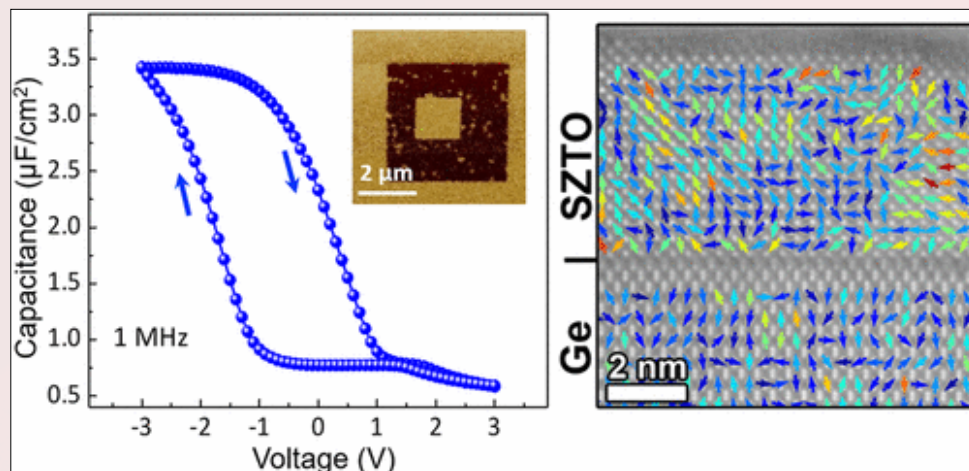 Capacitance (µF/cm²)
3.5
3.0
2.5
2.0
1.5
1.0
0.5
2 µm
1 MHz
-3 -2 -1 0 1 2 3
Voltage (V)
Ge | SZTO
2 nm